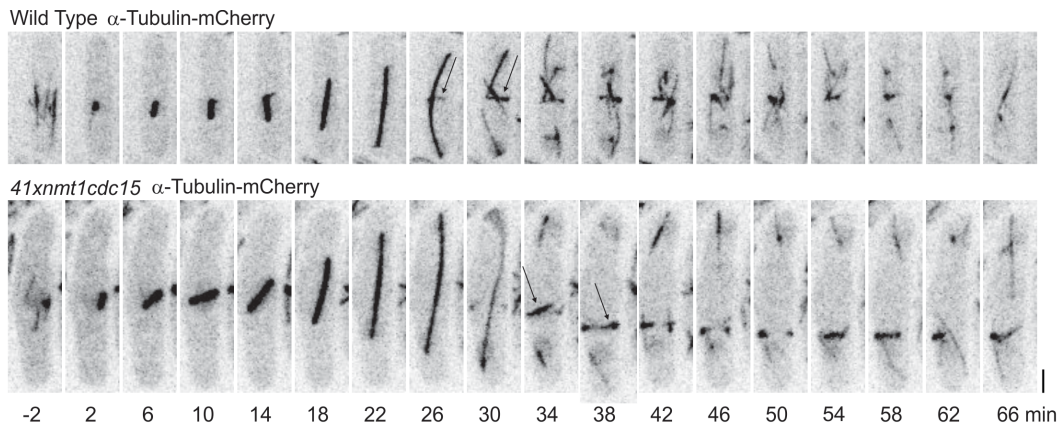 Wild Type α-Tubulin-mCherry
41xnmt1cdc15 α-Tubulin-mCherry
-2 2 6 10 14 18 22 26 30 34 38 42 46 50 54 58 62 66 min